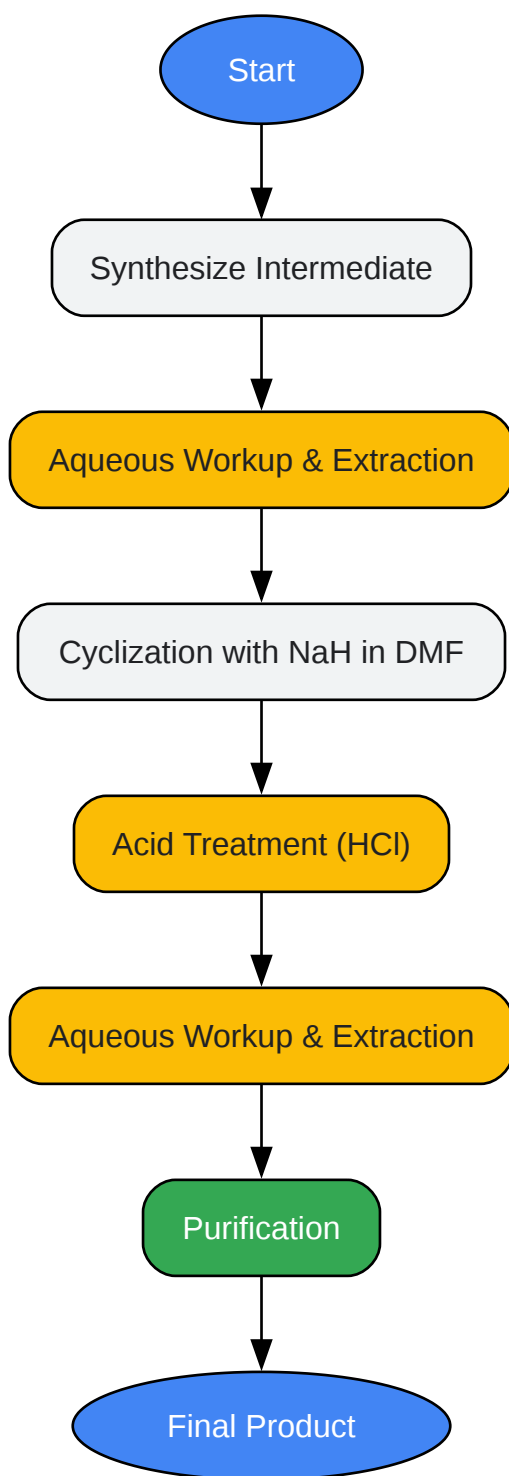 Start
Synthesize Intermediate
Aqueous Workup & Extraction
Cyclization with NaH in DMF
Acid Treatment (HCl)
Aqueous Workup & Extraction
Purification
Final Product